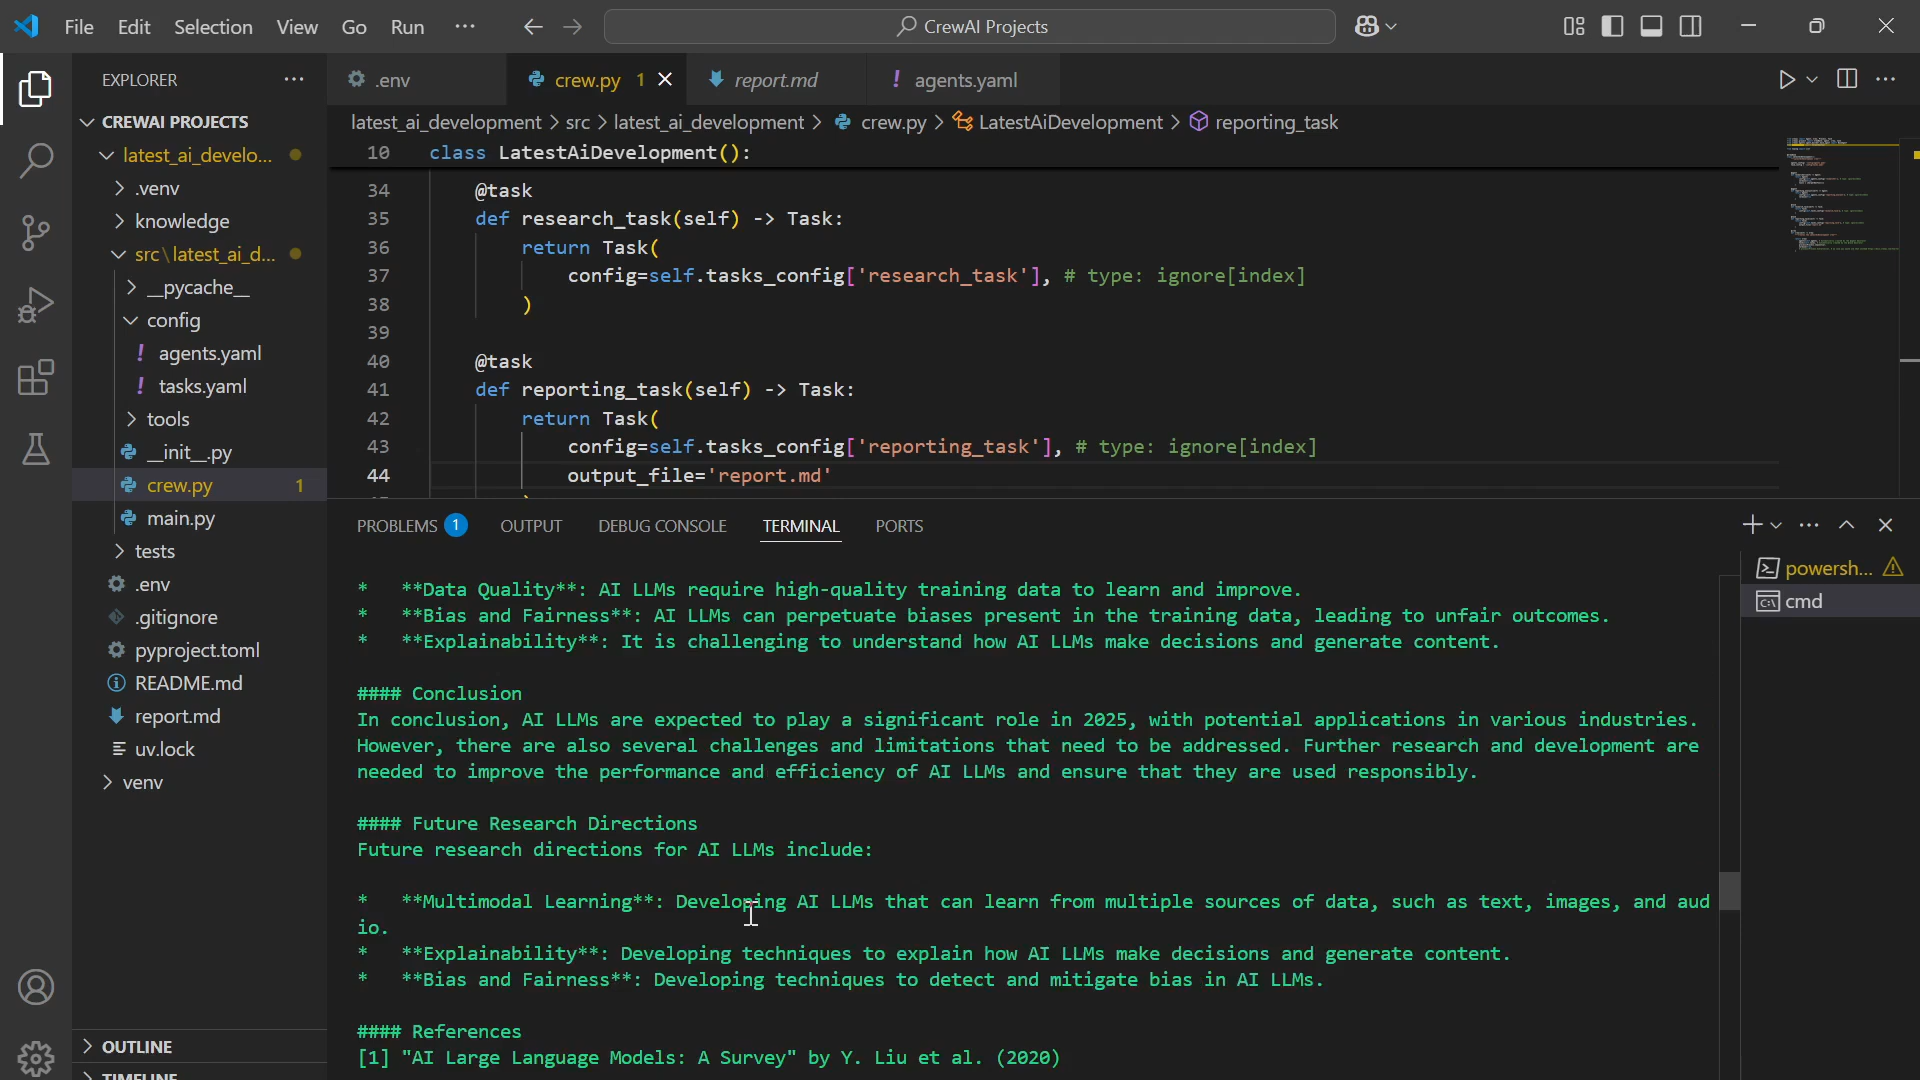 File Edit Selection View Go Run ··· CrewAI Projects
EXPLORER ···
CREWAI PROJECTS
latest_ai_develo...
.venv
knowledge
src\latest_ai_d...
__pycache__
config
! agents.yaml
! tasks.yaml
tools
__init__.py
crew.py 1
main.py
tests
.env
.gitignore
pyproject.toml
README.md
report.md
uv.lock
venv
OUTLINE
TIMELINE
.env crew.py 1 report.md ! agents.yaml
latest_ai_development > src > latest_ai_development > crew.py > LatestAiDevelopment > reporting_task
10 class LatestAiDevelopment():
34 @task
35 def research_task(self) -> Task:
36 return Task(
37 config=self.tasks_config['research_task'], # type: ignore[index]
38 )
39
40 @task
41 def reporting_task(self) -> Task:
42 return Task(
43 config=self.tasks_config['reporting_task'], # type: ignore[index]
44 output_file='report.md'
PROBLEMS 1 OUTPUT DEBUG CONSOLE TERMINAL PORTS
* **Data Quality**: AI LLMs require high-quality training data to learn and improve.
* **Bias and Fairness**: AI LLMs can perpetuate biases present in the training data, leading to unfair outcomes.
* **Explainability**: It is challenging to understand how AI LLMs make decisions and generate content.
#### Conclusion
In conclusion, AI LLMs are expected to play a significant role in 2025, with potential applications in various industries.
However, there are also several challenges and limitations that need to be addressed. Further research and development are
needed to improve the performance and efficiency of AI LLMs and ensure that they are used responsibly.
#### Future Research Directions
Future research directions for AI LLMs include:
* **Multimodal Learning**: Developing AI LLMs that can learn from multiple sources of data, such as text, images, and aud
io.
* **Explainability**: Developing techniques to explain how AI LLMs make decisions and generate content.
* **Bias and Fairness**: Developing techniques to detect and mitigate bias in AI LLMs.
#### References
[1] "AI Large Language Models: A Survey" by Y. Liu et al. (2020)
powersh...
cmd